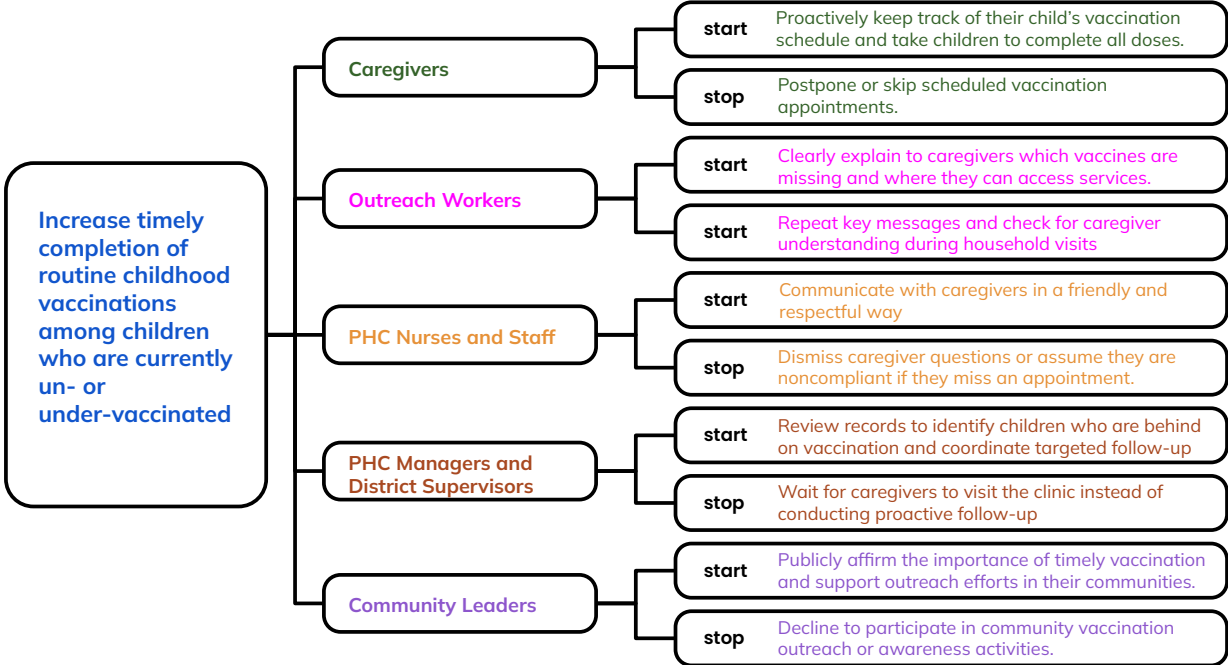 Increase timely
completion of
routine childhood
vaccinations
among children
who are currently
un- or
under-vaccinated
Caregivers
start
Proactively keep track of their child’s vaccination
schedule and take children to complete all doses.
stop
Postpone or skip scheduled vaccination
appointments.
Outreach Workers
start
Clearly explain to caregivers which vaccines are
missing and where they can access services.
start
Repeat key messages and check for caregiver
understanding during household visits
PHC Nurses and Staff
start
Communicate with caregivers in a friendly and
respectful way
stop
Dismiss caregiver questions or assume they are
noncompliant if they miss an appointment.
PHC Managers and
District Supervisors
start
Review records to identify children who are behind
on vaccination and coordinate targeted follow-up
stop
Wait for caregivers to visit the clinic instead of
conducting proactive follow-up
Community Leaders
start
Publicly affirm the importance of timely vaccination
and support outreach efforts in their communities.
stop
Decline to participate in community vaccination
outreach or awareness activities.